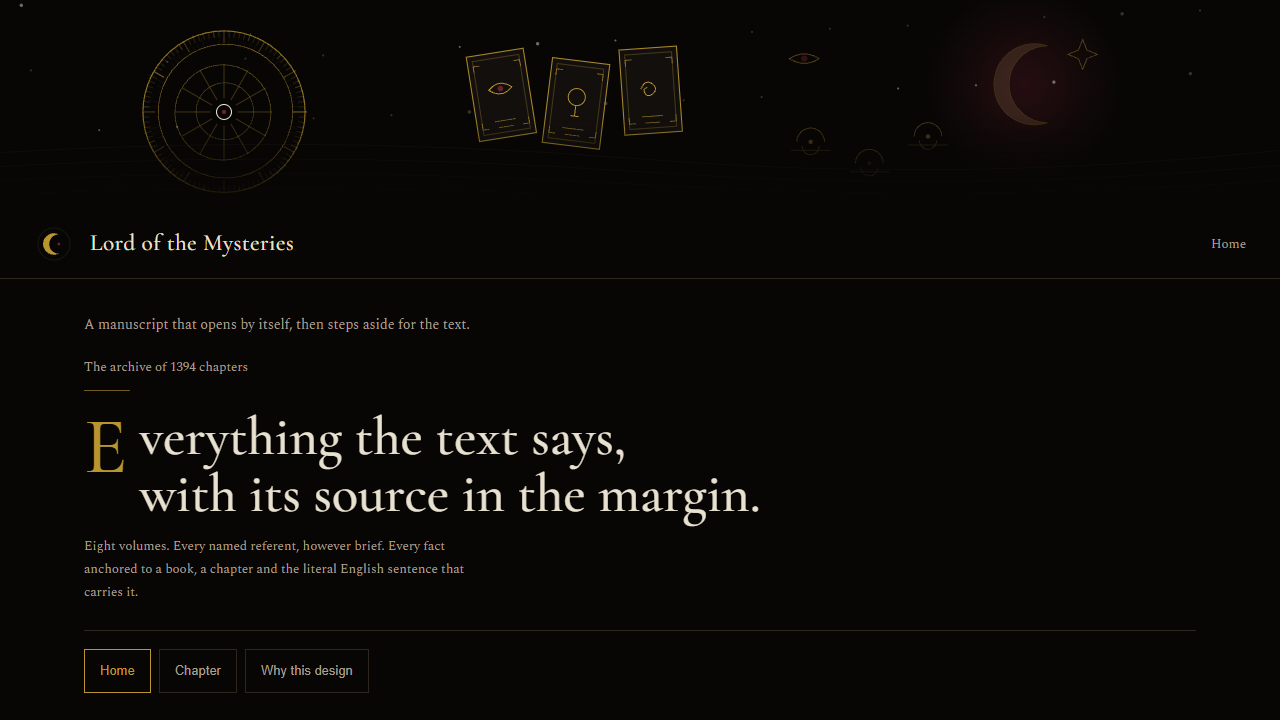 Lord of the Mysteries
Home
A manuscript that opens by itself, then steps aside for the text.
The archive of 1394 chapters
Everything the text says,
with its source in the margin.
Eight volumes. Every named referent, however brief. Every fact
anchored to a book, a chapter and the literal English sentence that
carries it.
Home
Chapter
Why this design